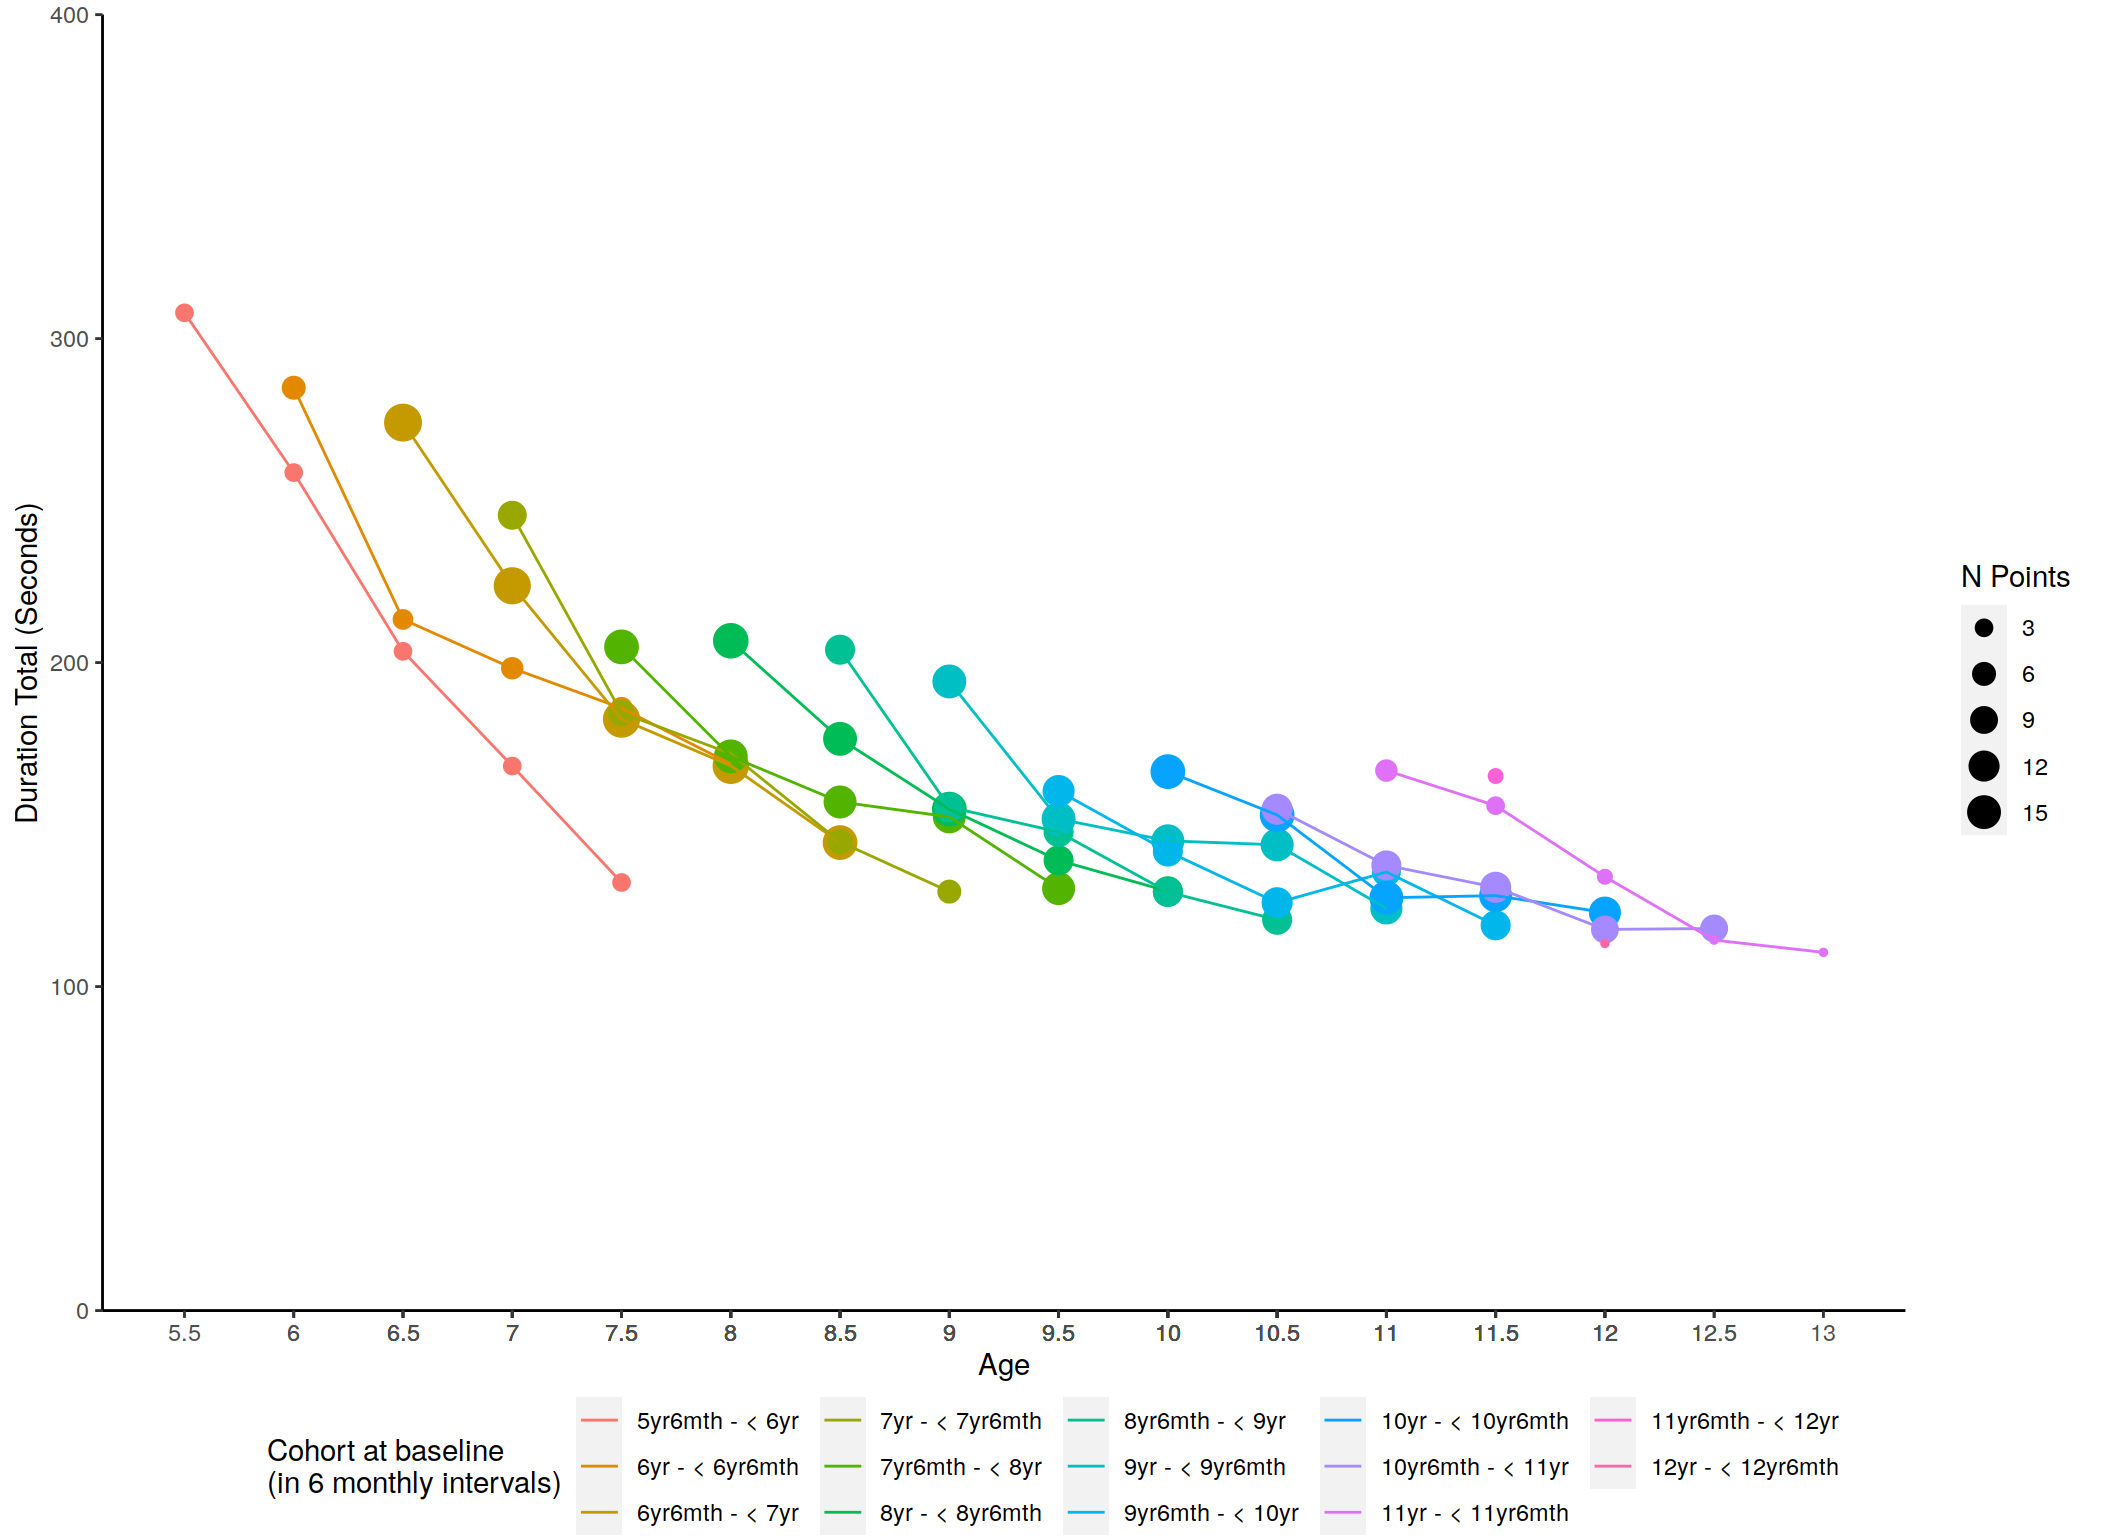 400
300
200
100
0
Duration Total (Seconds)
5.5 6 6.5 7 7.5 8 8.5 9 9.5 10 10.5 11 11.5 12 12.5 13
Age
N Points
3
6
9
12
15
Cohort at baseline
(in 6 monthly intervals)
5yr6mth - < 6yr
6yr - < 6yr6mth
6yr6mth - < 7yr
7yr - < 7yr6mth
7yr6mth - < 8yr
8yr - < 8yr6mth
8yr6mth - < 9yr
9yr - < 9yr6mth
9yr6mth - < 10yr
10yr - < 10yr6mth
10yr6mth - < 11yr
11yr - < 11yr6mth
11yr6mth - < 12yr
12yr - < 12yr6mth